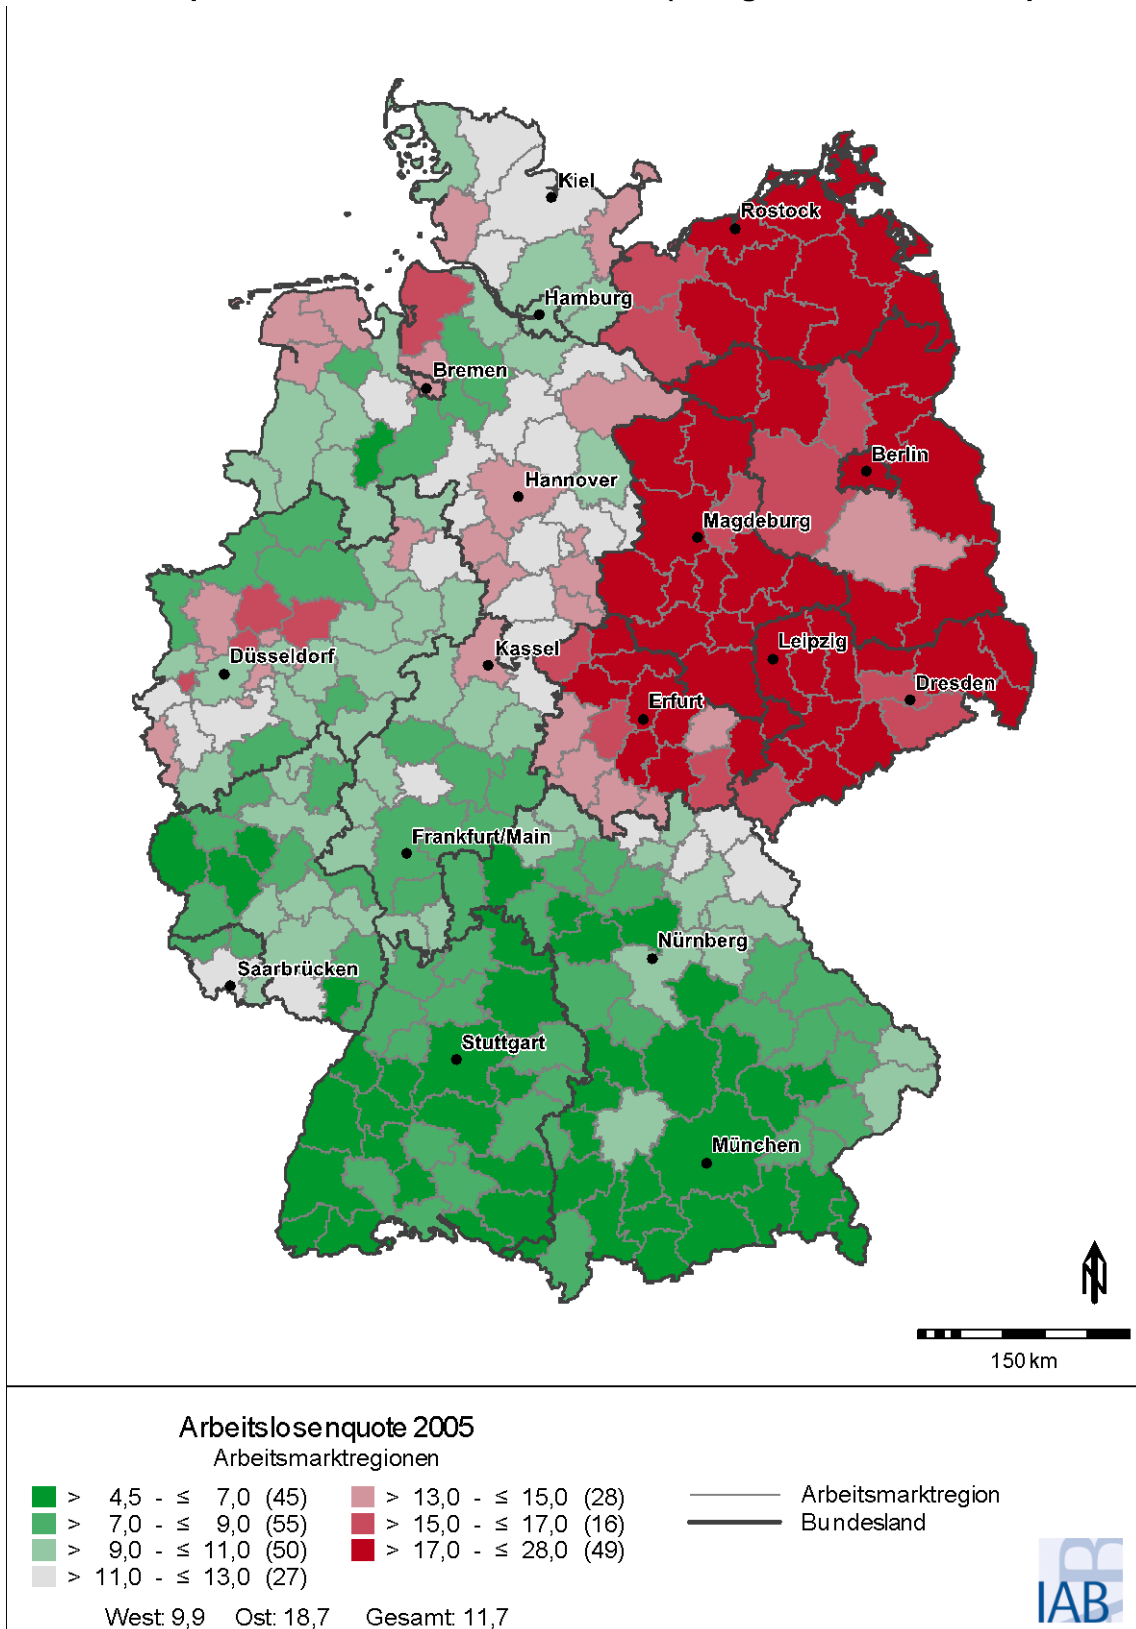 Kiel
Rostock
Hamburg
Bremen
Berlin
Hannover
Magdeburg
Leipzig
Düsseldorf
Kassel
Dresden
Erfurt
Frankfurt/Main
Nürnberg
Saarbrücken
Stuttgart
München
N
150 km
Arbeitslosenquote 2005
Arbeitsmarktregionen
> 4,5 - ≤ 7,0 (45) > 13,0 - ≤ 15,0 (28) Arbeitsmarktregion
> 7,0 - ≤ 9,0 (55) > 15,0 - ≤ 17,0 (16) Bundesland
> 9,0 - ≤ 11,0 (50) > 17,0 - ≤ 28,0 (49)
> 11,0 - ≤ 13,0 (27)
West: 9,9 Ost: 18,7 Gesamt: 11,7
IAB